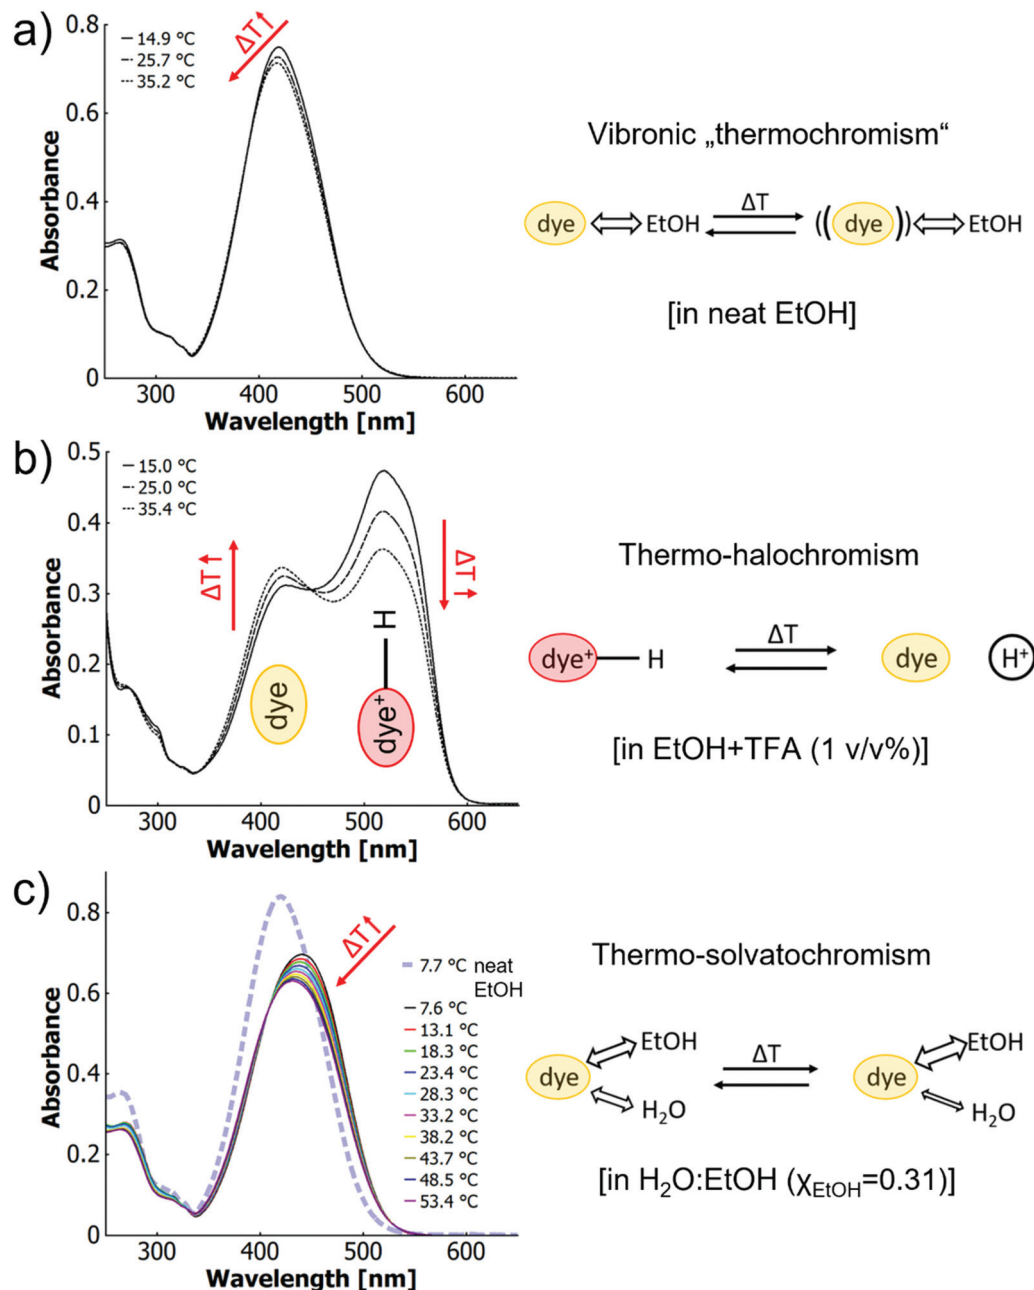 a)
0.8
0.6
0.4
0.2
0
Absorbance
14.9 °C
25.7 °C
35.2 °C
ΔT↑
300 400 500 600
Wavelength [nm]
Vibronic „thermochromism“
dye EtOH ΔT ((dye)) EtOH
[in neat EtOH]
b)
0.5
0.4
0.3
0.2
0.1
0
Absorbance
15.0 °C
25.0 °C
35.4 °C
ΔT↑
ΔT↑
dye
H
dye⁺
300 400 500 600
Wavelength [nm]
Thermo-halochromism
dye⁺ H ΔT dye H⁺
[in EtOH+TFA (1 v/v%)]
c)
0.8
0.6
0.4
0.2
0
Absorbance
ΔT↑
7.7 °C neat
EtOH
7.6 °C
13.1 °C
18.3 °C
23.4 °C
28.3 °C
33.2 °C
38.2 °C
43.7 °C
48.5 °C
53.4 °C
300 400 500 600
Wavelength [nm]
Thermo-solvatochromism
EtOH EtOH
dye ΔT dye
H₂O H₂O
[in H₂O:EtOH (χEtOH=0.31)]